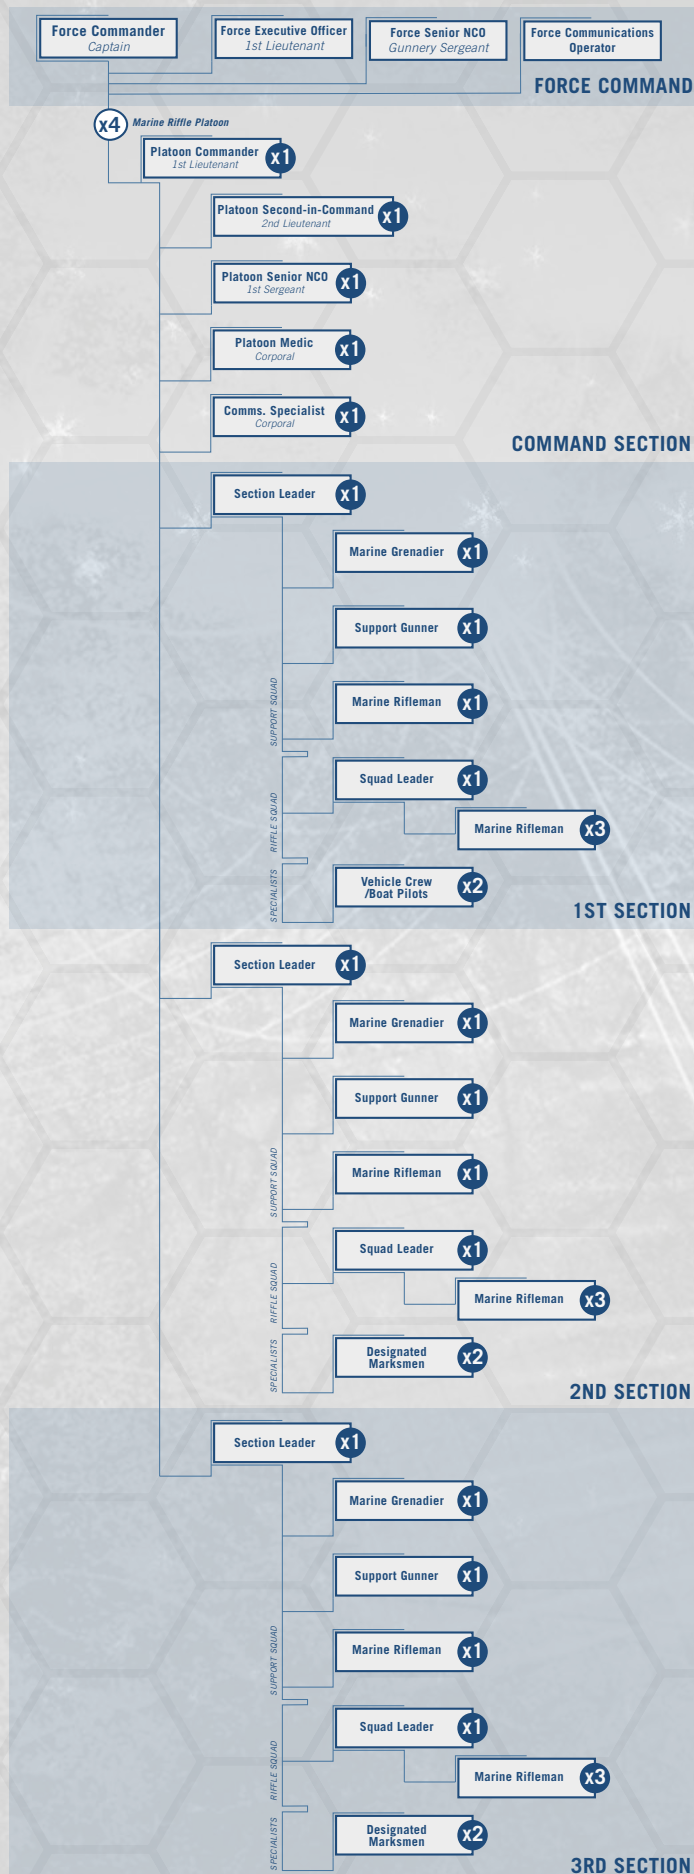 Force Commander
Captain
Force Executive Officer
1st Lieutenant
Force Senior NCO
Gunnery Sergeant
Force Communications
Operator
FORCE COMMAND
x4
Marine Riffle Platoon
Platoon Commander
1st Lieutenant
x1
Platoon Second-in-Command
2nd Lieutenant
x1
Platoon Senior NCO
1st Sergeant
x1
Platoon Medic
Corporal
x1
Comms. Specialist
Corporal
x1
COMMAND SECTION
Section Leader
x1
Marine Grenadier
x1
Support Gunner
x1
SUPPORT SQUAD
Marine Rifleman
x1
Squad Leader
x1
RIFFLE SQUAD
Marine Rifleman
x3
SPECIALISTS
Vehicle Crew
/Boat Pilots
x2
1ST SECTION
Section Leader
x1
Marine Grenadier
x1
Support Gunner
x1
SUPPORT SQUAD
Marine Rifleman
x1
Squad Leader
x1
RIFFLE SQUAD
Marine Rifleman
x3
SPECIALISTS
Designated
Marksmen
x2
2ND SECTION
Section Leader
x1
Marine Grenadier
x1
Support Gunner
x1
SUPPORT SQUAD
Marine Rifleman
x1
Squad Leader
x1
RIFFLE SQUAD
Marine Rifleman
x3
SPECIALISTS
Designated
Marksmen
x2
3RD SECTION